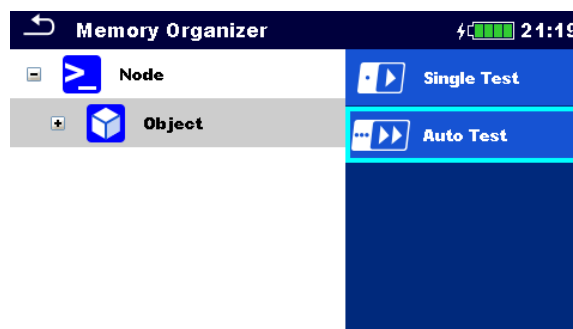 Memory Organizer
21:19
Node
Single Test
Object
Auto Test